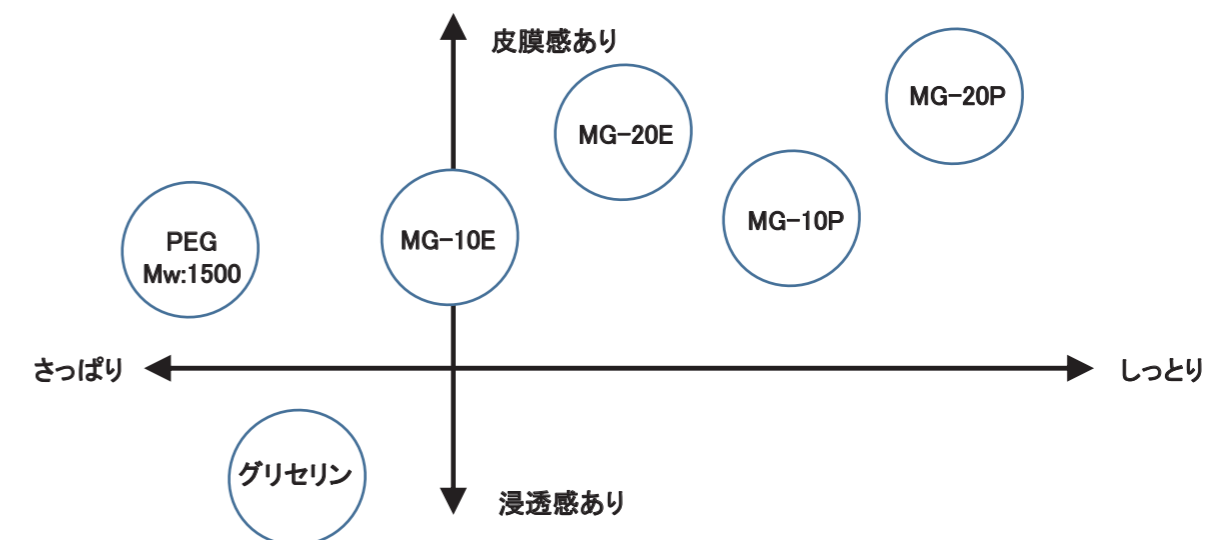 皮膜感あり
MG-20P
MG-20E
MG-10P
MG-10E
PEG
Mw:1500
さっぱり
しっとり
グリセリン
浸透感あり